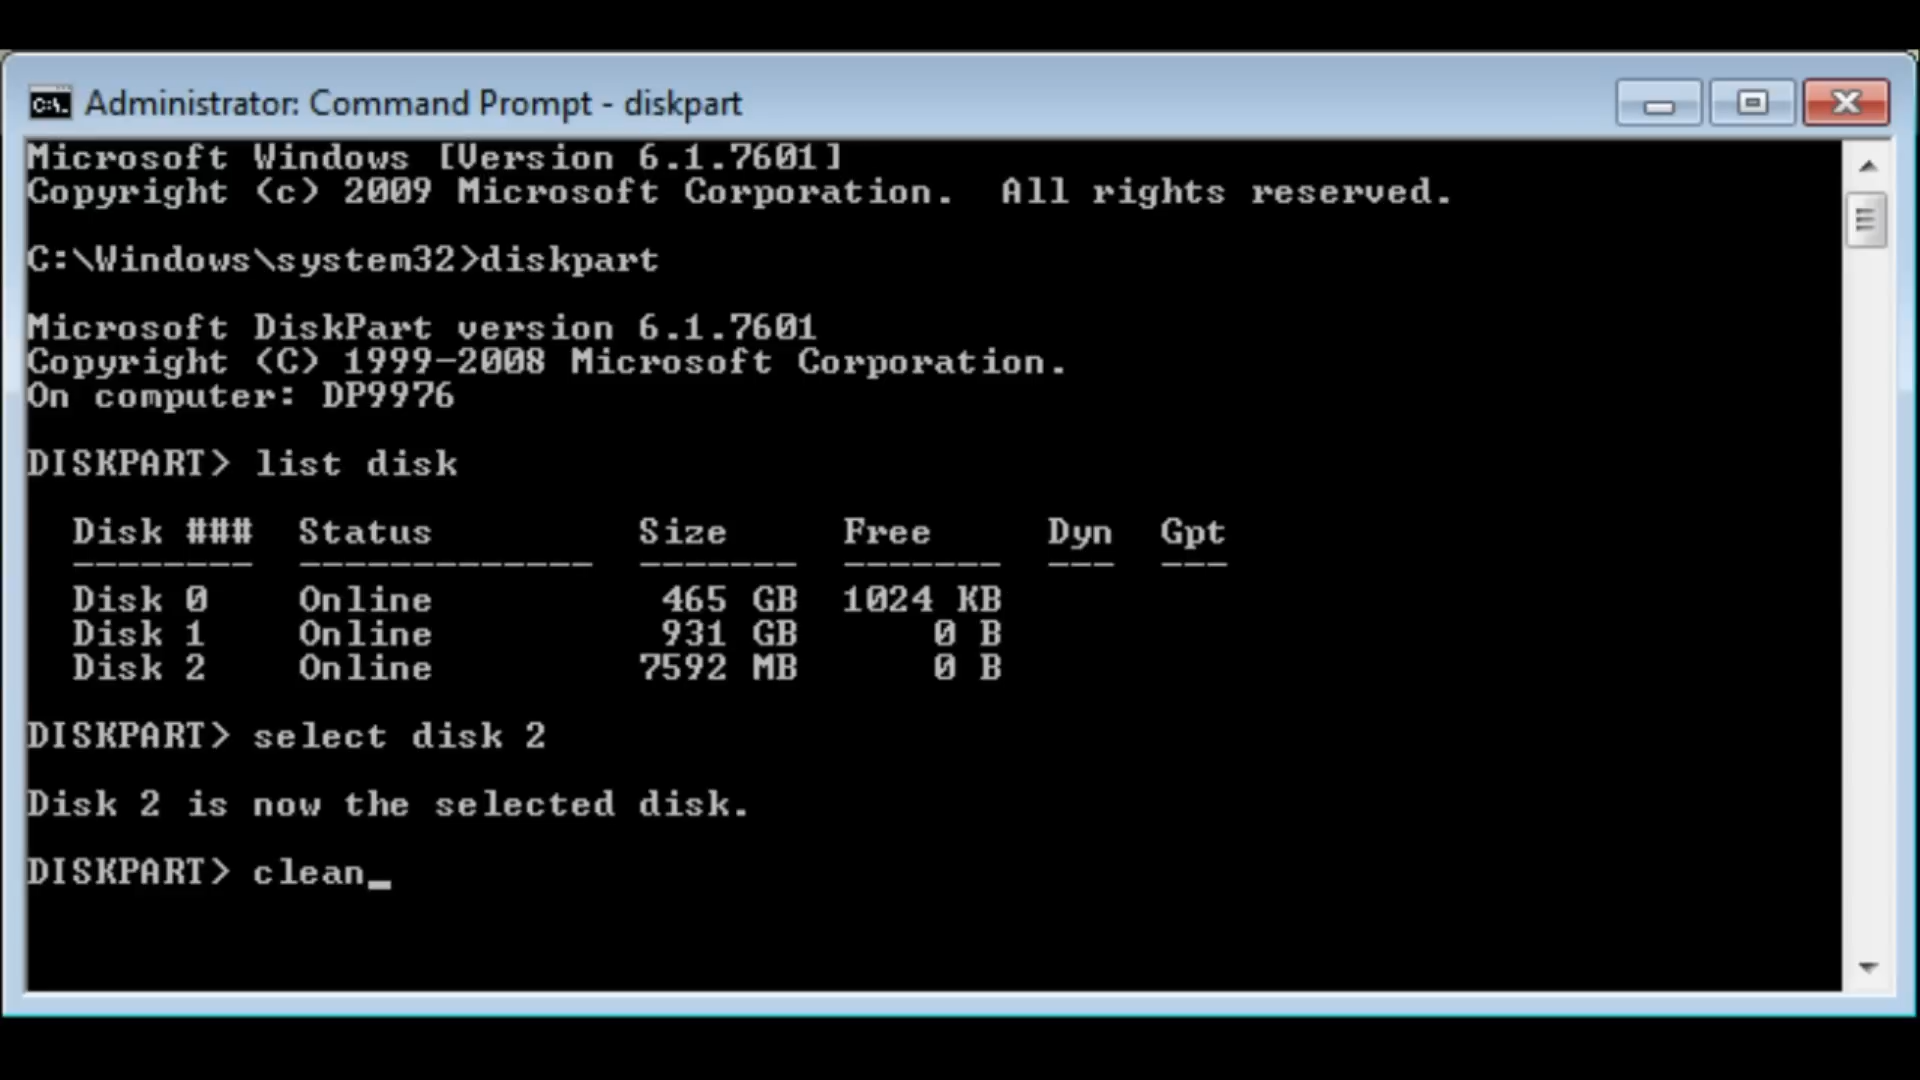 Administrator: Command Prompt - diskpart
Microsoft Windows [Version 6.1.7601]
Copyright (c) 2009 Microsoft Corporation.  All rights reserved.
C:\Windows\system32>diskpart
Microsoft DiskPart version 6.1.7601
Copyright (C) 1999-2008 Microsoft Corporation.
On computer: DP9976
DISKPART> list disk
  Disk ###  Status         Size     Free     Dyn  Gpt
  --------  -------------  -------  -------  ---  ---
  Disk 0    Online          465 GB  1024 KB
  Disk 1    Online          931 GB      0 B
  Disk 2    Online         7592 MB      0 B
DISKPART> select disk 2
Disk 2 is now the selected disk.
DISKPART> clean_